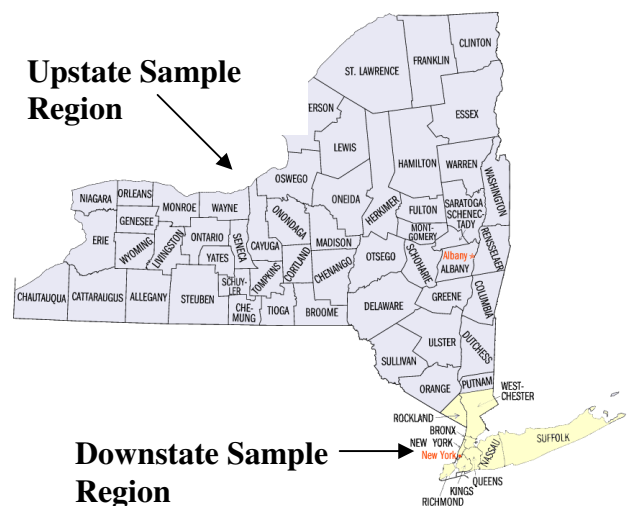 Upstate Sample
Region
CLINTON
FRANKLIN
ST. LAWRENCE
ERSON
ESSEX
LEWIS
HAMILTON
WARREN
WASHINGTON
OSWEGO
ONEIDA
HERKIMER
NIAGARA
ORLEANS
MONROE
WAYNE
FULTON
SARATOGA
SCHENEC-
TADY
GENESEE
ONONDAGA
MONT-
GOMERY
RENSSELAER
ERIE
WYOMING
LIVINGSTON
ONTARIO
SENECA
CAYUGA
MADISON
OTSEGO
SCHOHARIE
Albany
ALBANY
YATES
TOMPKINS
CORTLAND
CHENANGO
CHAUTAUQUA
CATTARAUGUS
ALLEGANY
STEUBEN
SCHUY-
LER
CHE-
MUNG
TIOGA
BROOME
DELAWARE
GREENE
COLUMBIA
ULSTER
DUTCHESS
SULLIVAN
ORANGE
PUTNAM
WEST-
CHESTER
ROCKLAND
BRONX
NEW YORK
New York
SUFFOLK
NASSAU
QUEENS
KINGS
RICHMOND
Downstate Sample
Region